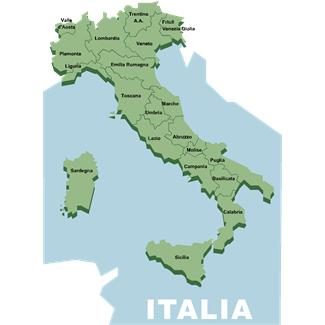 Valle
d'Aosta
Trentino
A.A.
Friuli
Venezia Giulia
Lombardia
Veneto
Piemonte
Emilia Romagna
Liguria
Toscana
Marche
Umbria
Lazio
Abruzzo
Molise
Puglia
Campania
Basilicata
Sardegna
Calabria
Sicilia
ITALIA